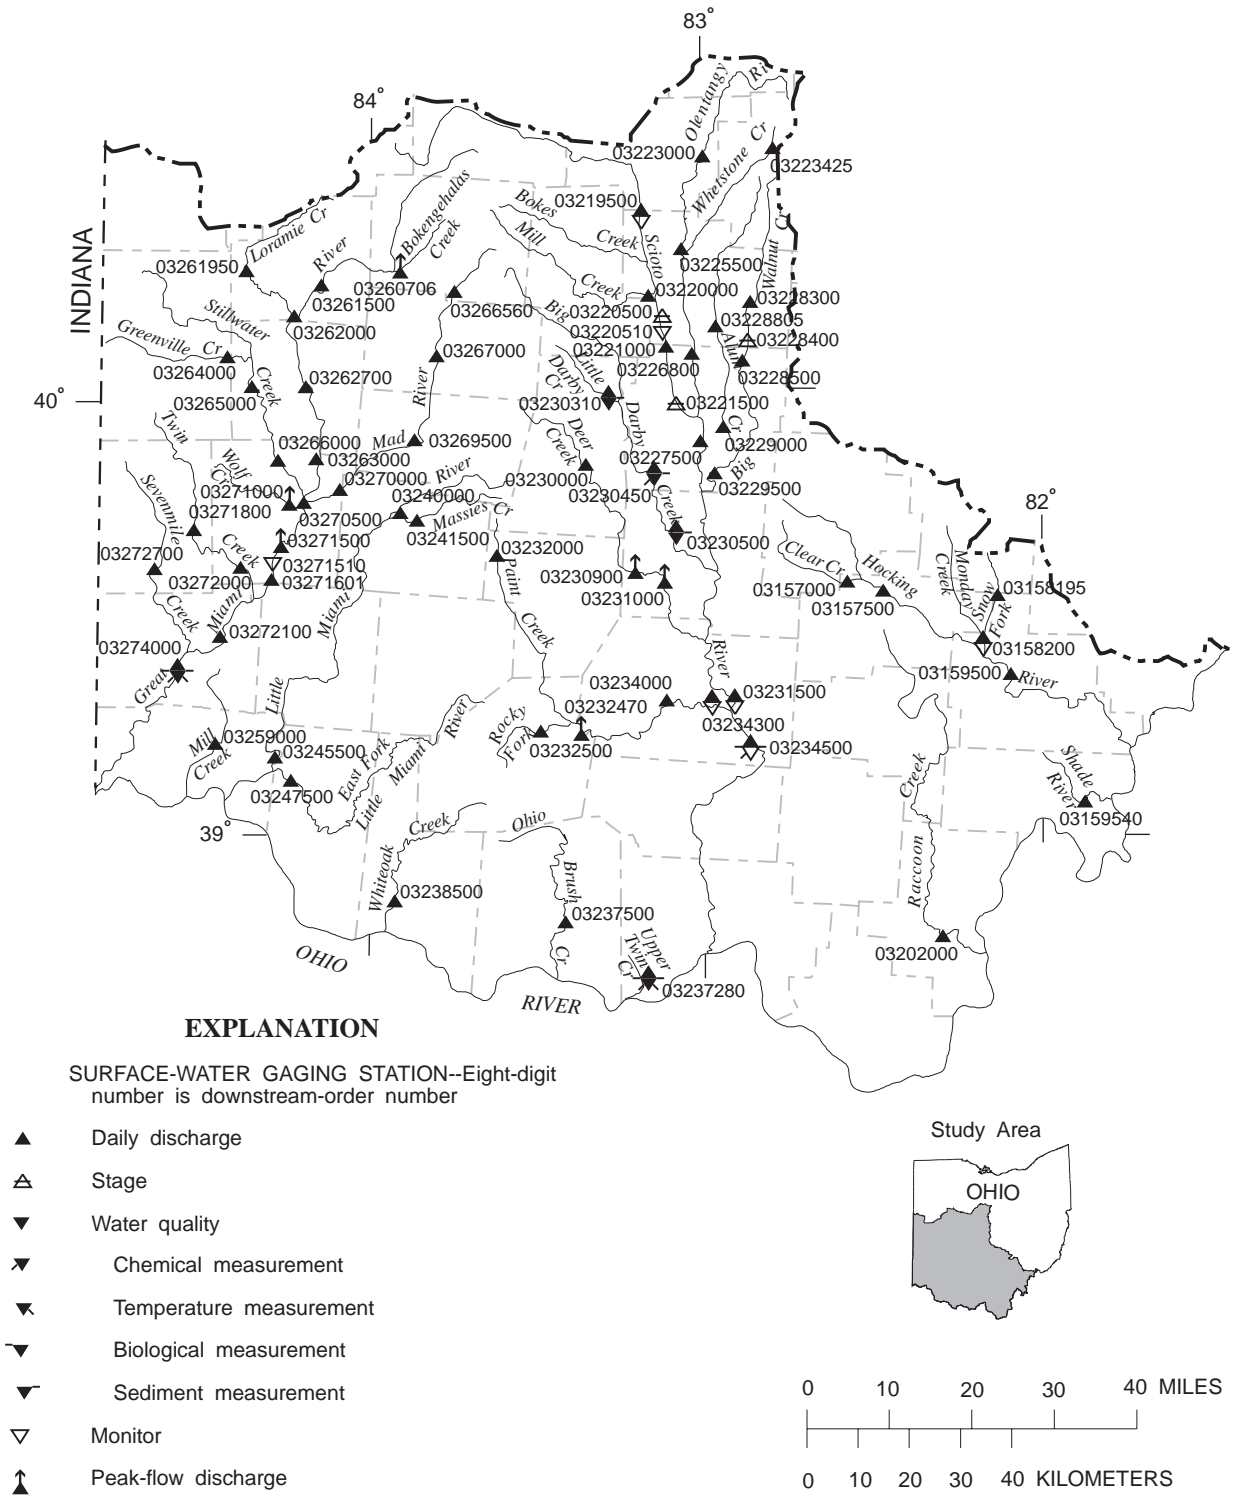 83°
84°
Olentangy
Ri
03223000
Whetstone Cr
03223425
Bokengehalas
Creek
03219500
Bokes
Creek
Mill
Creek
Scioto
Walnut Cr
Loramie Cr
River
INDIANA
03261950
03260706
03225500
03261500
03220000
03228300
Stillwater
03262000
03266560
Big
03220500
03228805
Greenville Cr
03220510
Alum
03228400
03264000
03267000
03221000
Little
Darby
Cr
03226800
03228500
Creek
03262700
River
40°
03265000
03230310
03221500
Twin
Darby
Deer
Creek
Cr
03229000
03266000
Mad
03269500
03227500
Big
Wolf
Cr
03263000
River
03270000
03230000
03271000
03240000
03230450
03229500
Sevenmile
03271800
03270500
Massies Cr
Creek
03271500
03241500
03232000
03230500
Monday
Creek
03272700
Creek
03271510
Paint
Clear Cr
Hocking
03272000
03271601
03230900
03157000
Snow
Fork
03158195
Miami
03231000
03157500
Creek
Miami
Creek
03272100
03274000
River
03158200
Great
Little
03234000
03159500
River
03232470
03231500
Mill
Creek
03259000
River
Rocky
Fork
03234300
03245500
East Fork
Little Miami
03232500
03234500
Creek
Shade
River
03247500
39°
Creek
Ohio
03159540
Whiteoak
Brush
Raccoon
03238500
03237500
OHIO
Cr
Upper
Twin
Cr
03202000
RIVER
03237280
EXPLANATION
SURFACE-WATER GAGING STATION--Eight-digit
number is downstream-order number
Daily discharge
Stage
Water quality
Chemical measurement
Temperature measurement
Biological measurement
Sediment measurement
Monitor
Peak-flow discharge
82°
Study Area
OHIO
0 10 20 30 40 MILES
0 10 20 30 40 KILOMETERS